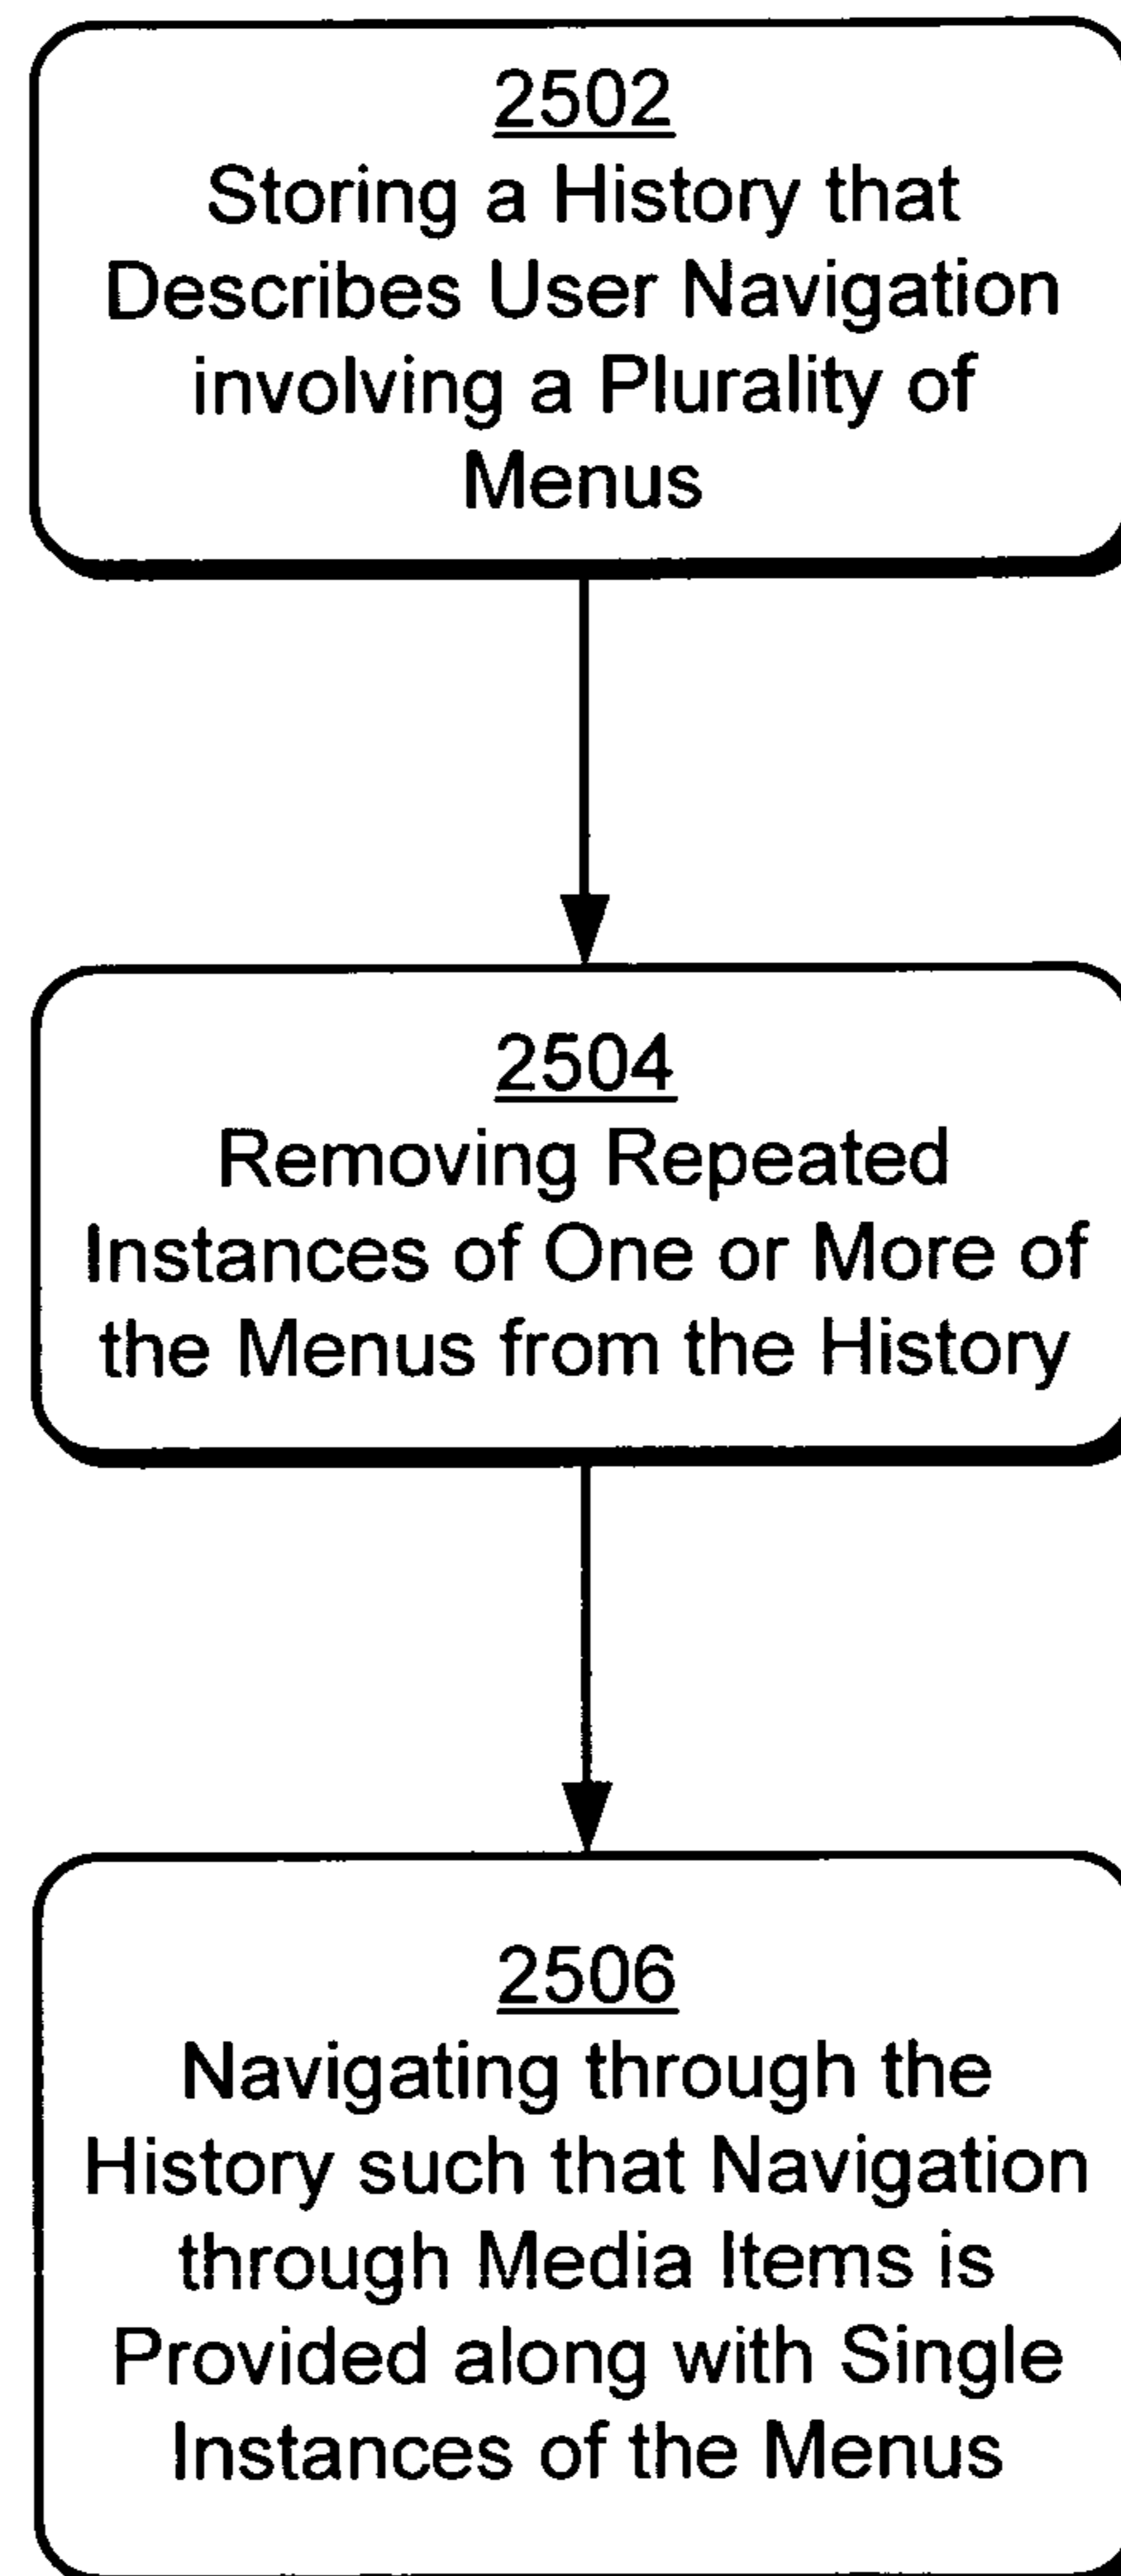 2502
Storing a History that
Describes User Navigation
involving a Plurality of
Menus
2504
Removing Repeated
Instances of One or More of
the Menus from the History
2506
Navigating through the
History such that Navigation
through Media Items is
Provided along with Single
Instances of the Menus